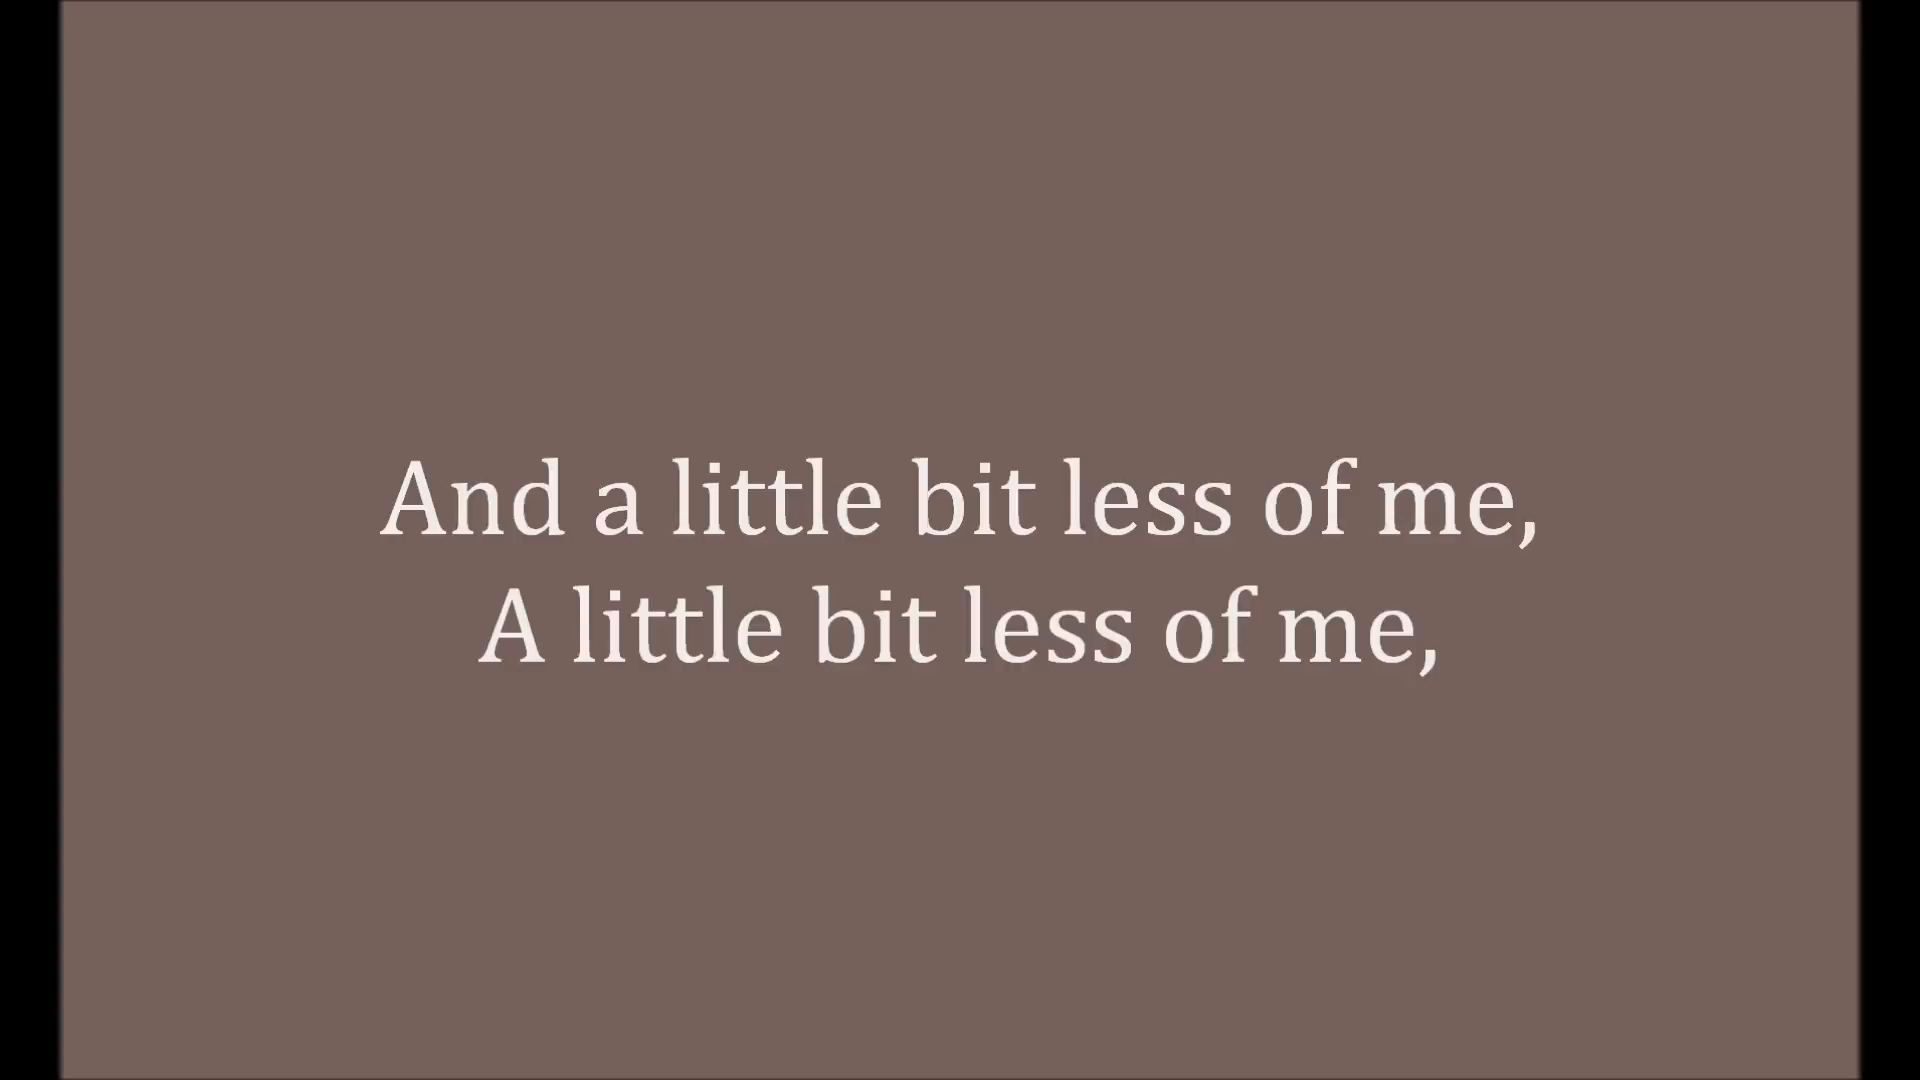 And a little bit less of me,
A little bit less of me,